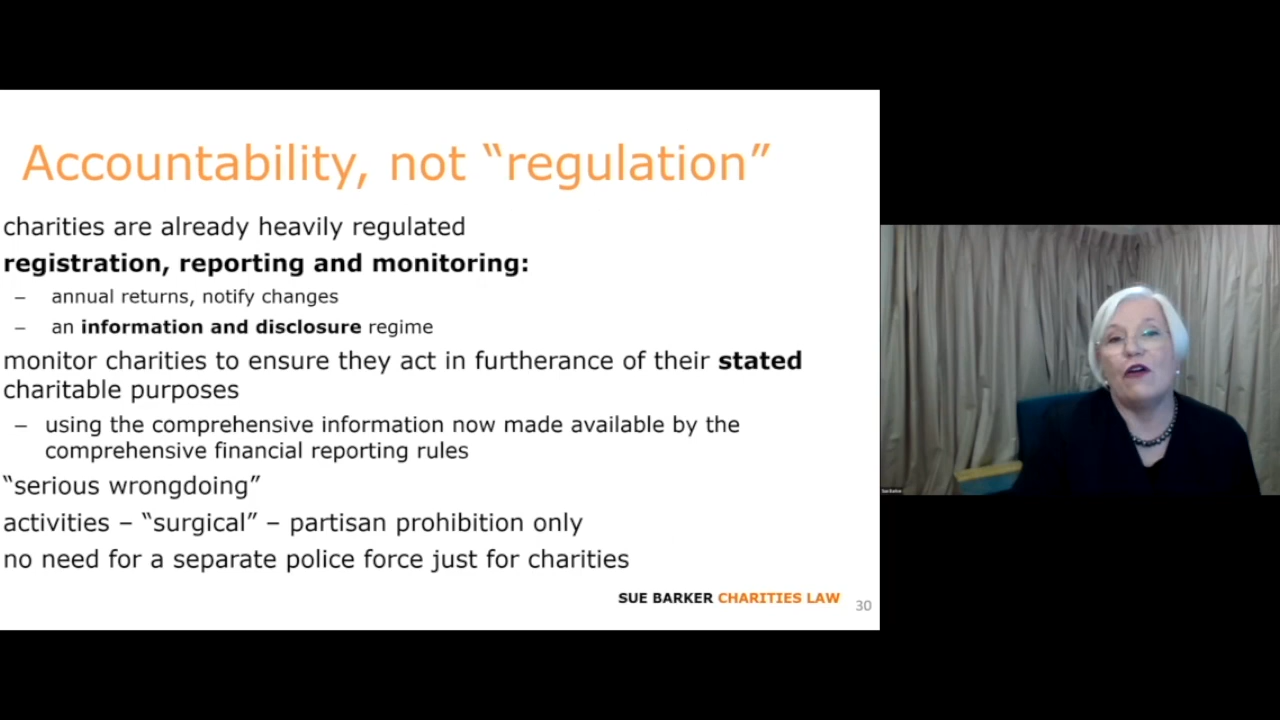 Accountability, not “regulation”
charities are already heavily regulated
registration, reporting and monitoring:
– annual returns, notify changes
– an information and disclosure regime
monitor charities to ensure they act in furtherance of their stated
charitable purposes
– using the comprehensive information now made available by the
comprehensive financial reporting rules
“serious wrongdoing”
activities – “surgical” – partisan prohibition only
no need for a separate police force just for charities
SUE BARKER CHARITIES LAW
30
Sue Barker